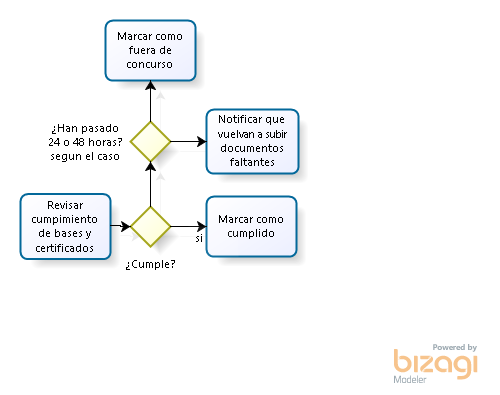 Marcar como
fuera de
concurso
¿Han pasado
24 o 48 horas?
segun el caso
Notificar que
vuelvan a subir
documentos
faltantes
Revisar
cumpimiento
de bases y
certificados
si
Marcar como
cumplido
¿Cumple?
Powered by
bizagi
Modeler